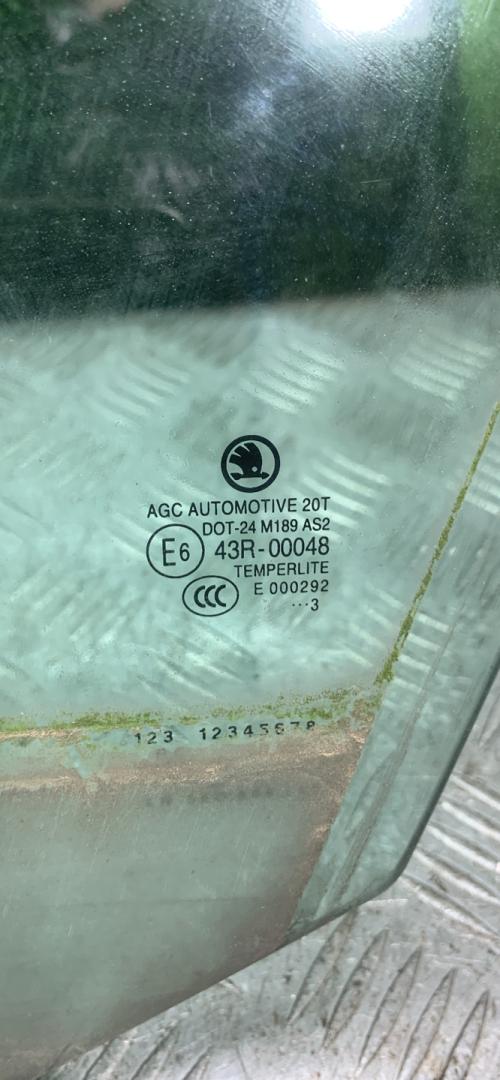 AGC AUTOMOTIVE 20T
DOT-24 M189 AS2
E6 43R-00048
TEMPERLITE
CCC E 000292
···3
123 12345678